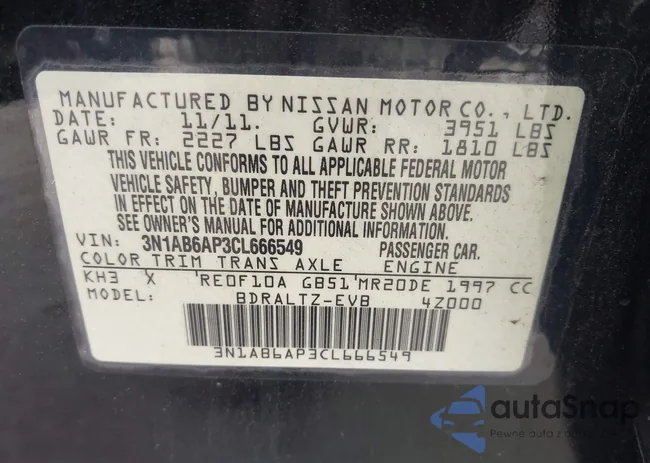 MANUFACTURED BY NISSAN MOTOR CO., LTD.
DATE: 11/11. GVWR: 3951 LBS
GAWR FR: 2227 LBS GAWR RR: 1810 LBS
THIS VEHICLE CONFORMS TO ALL APPLICABLE FEDERAL MOTOR
VEHICLE SAFETY, BUMPER AND THEFT PREVENTION STANDARDS
IN EFFECT ON THE DATE OF MANUFACTURE SHOWN ABOVE.
SEE OWNER'S MANUAL FOR ADDITIONAL INFORMATION.
VIN: 3N1AB6AP3CL666549 PASSENGER CAR.
COLOR TRIM TRANS AXLE ENGINE
KH3 X RE0F10A GB51 MR20DE 1997 CC
MODEL: BDRALTZ-EVB 4Z000
3N1AB6AP3CL666549
autaSnap
Pewne auta z